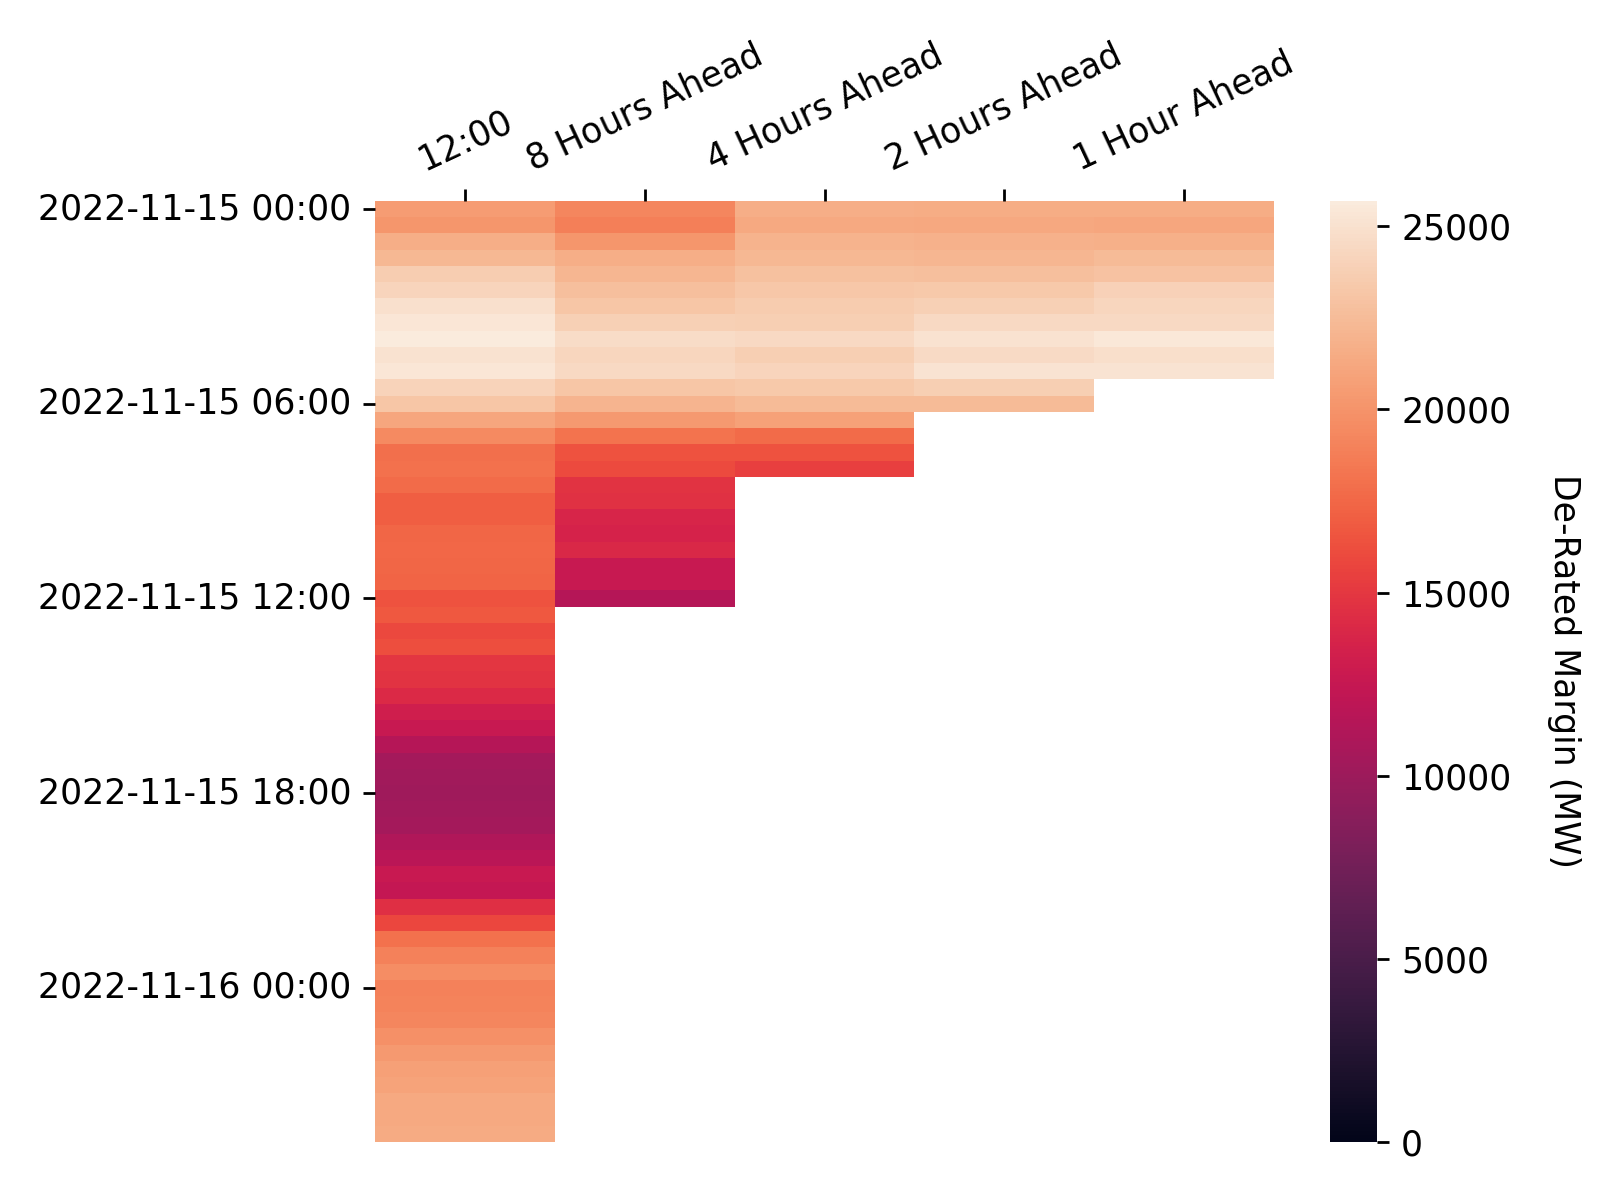 12:00
8 Hours Ahead
4 Hours Ahead
2 Hours Ahead
1 Hour Ahead
2022-11-15 00:00
2022-11-15 06:00
2022-11-15 12:00
2022-11-15 18:00
2022-11-16 00:00
25000
20000
15000
10000
5000
0
De-Rated Margin (MW)